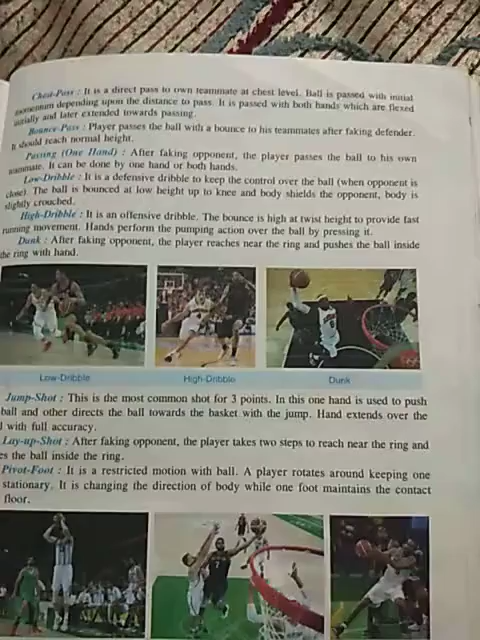 Chest-Pass : It is a direct pass to own teammate at chest level. Ball is passed with initial
momentum depending upon the distance to pass. It is passed with both hands which are flexed
initially and later extended towards passing.
Bounce-Pass : Player passes the ball with a bounce to his teammates after faking defender.
It should reach normal height.
Passing (One Hand) : After faking opponent, the player passes the ball to his own
teammate. It can be done by one hand or both hands.
Low-Dribble : It is a defensive dribble to keep the control over the ball (when opponent is
close). The ball is bounced at low height up to knee and body shields the opponent, body is
slightly crouched.
High-Dribble : It is an offensive dribble. The bounce is high at twist height to provide fast
running movement. Hands perform the pumping action over the ball by pressing it.
Dunk : After faking opponent, the player reaches near the ring and pushes the ball inside
the ring with hand.
Low-Dribble
High-Dribble
Dunk
Jump-Shot : This is the most common shot for 3 points. In this one hand is used to push
ball and other directs the ball towards the basket with the jump. Hand extends over the
with full accuracy.
Lay-up-Shot : After faking opponent, the player takes two steps to reach near the ring and
es the ball inside the ring.
Pivot-Foot : It is a restricted motion with ball. A player rotates around keeping one
stationary. It is changing the direction of body while one foot maintains the contact
floor.